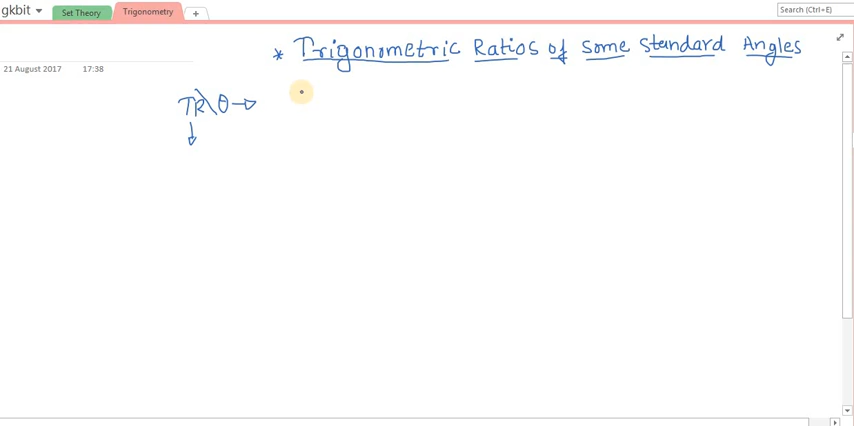 gkbit
Set Theory
Trigonometry
+
Search (Ctrl+E)
* Trigonometric Ratios of some standard Angles
21 August 2017 17:38
TR\θ→
↓